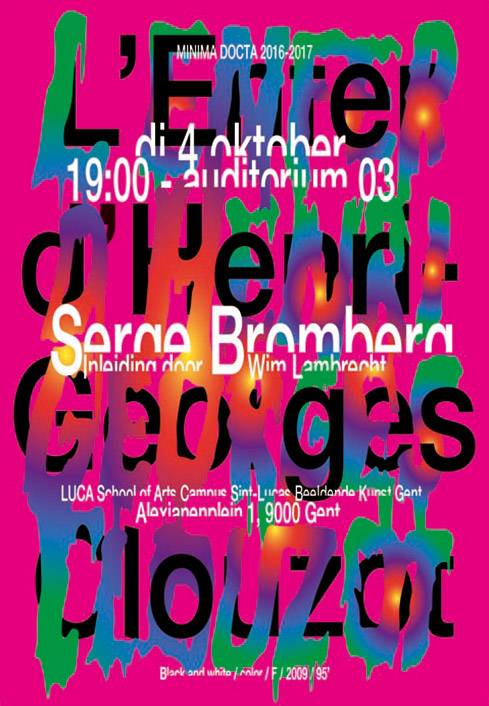 MINIMA DOCTA 2016-2017
L'Enfer
di 4 oktober
19:00 - auditorium 03
d'Henri-
Serge Bromberg
Inleiding door Wim Lambrecht
Georges
LUCA School of Arts Campus Sint-Lucas Beeldende Kunst Gent
Alexianenplein 1, 9000 Gent
Clouzot
Black and white / color / F / 2009 / 95'